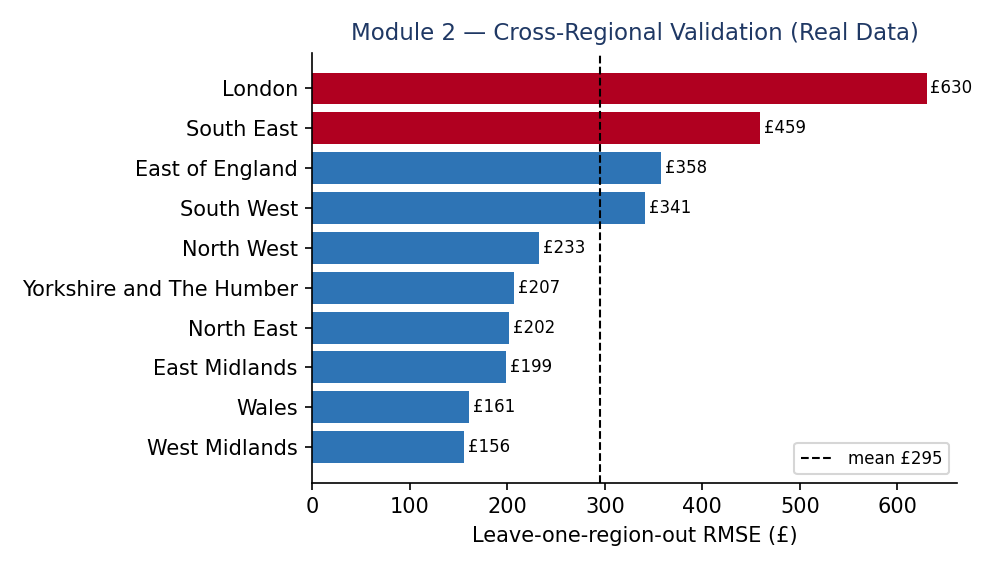 Module 2 — Cross-Regional Validation (Real Data)
London £630
South East £459
East of England £358
South West £341
North West £233
Yorkshire and The Humber £207
North East £202
East Midlands £199
Wales £161
West Midlands £156
mean £295
0 100 200 300 400 500 600
Leave-one-region-out RMSE (£)